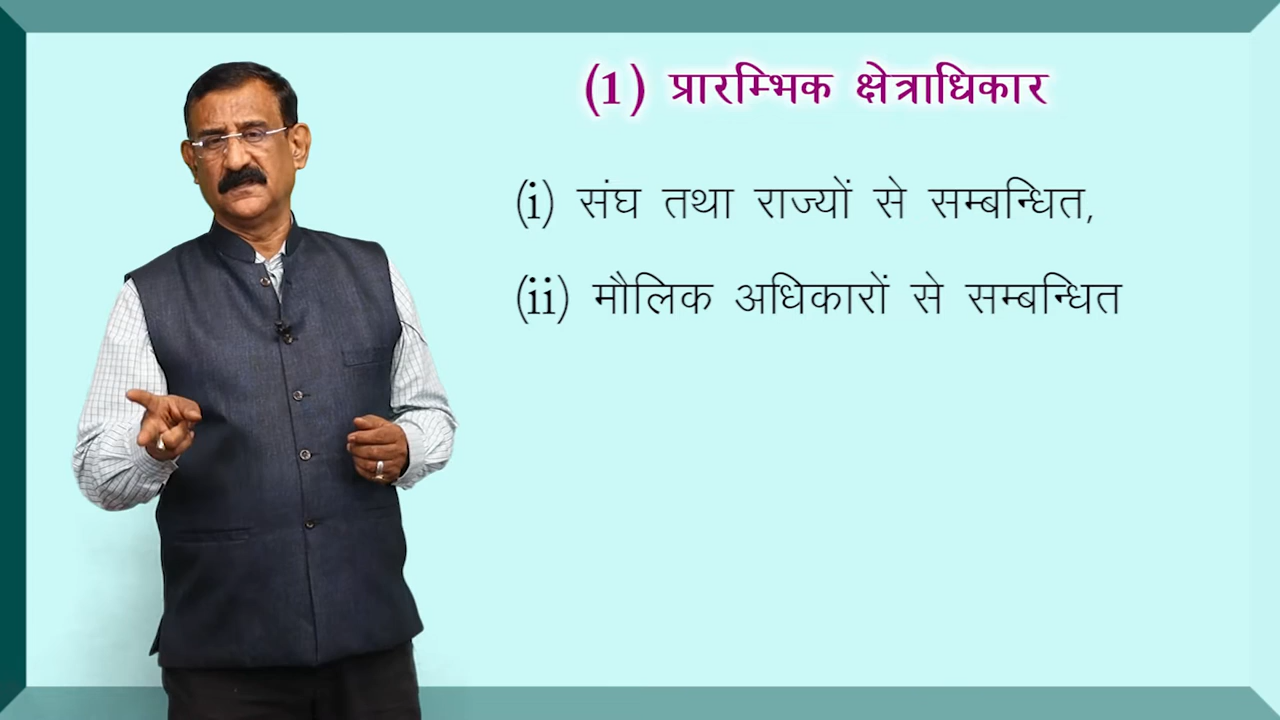 (1) प्रारम्भिक क्षेत्राधिकार
(i) संघ तथा राज्यों से सम्बन्धित,
(ii) मौलिक अधिकारों से सम्बन्धित